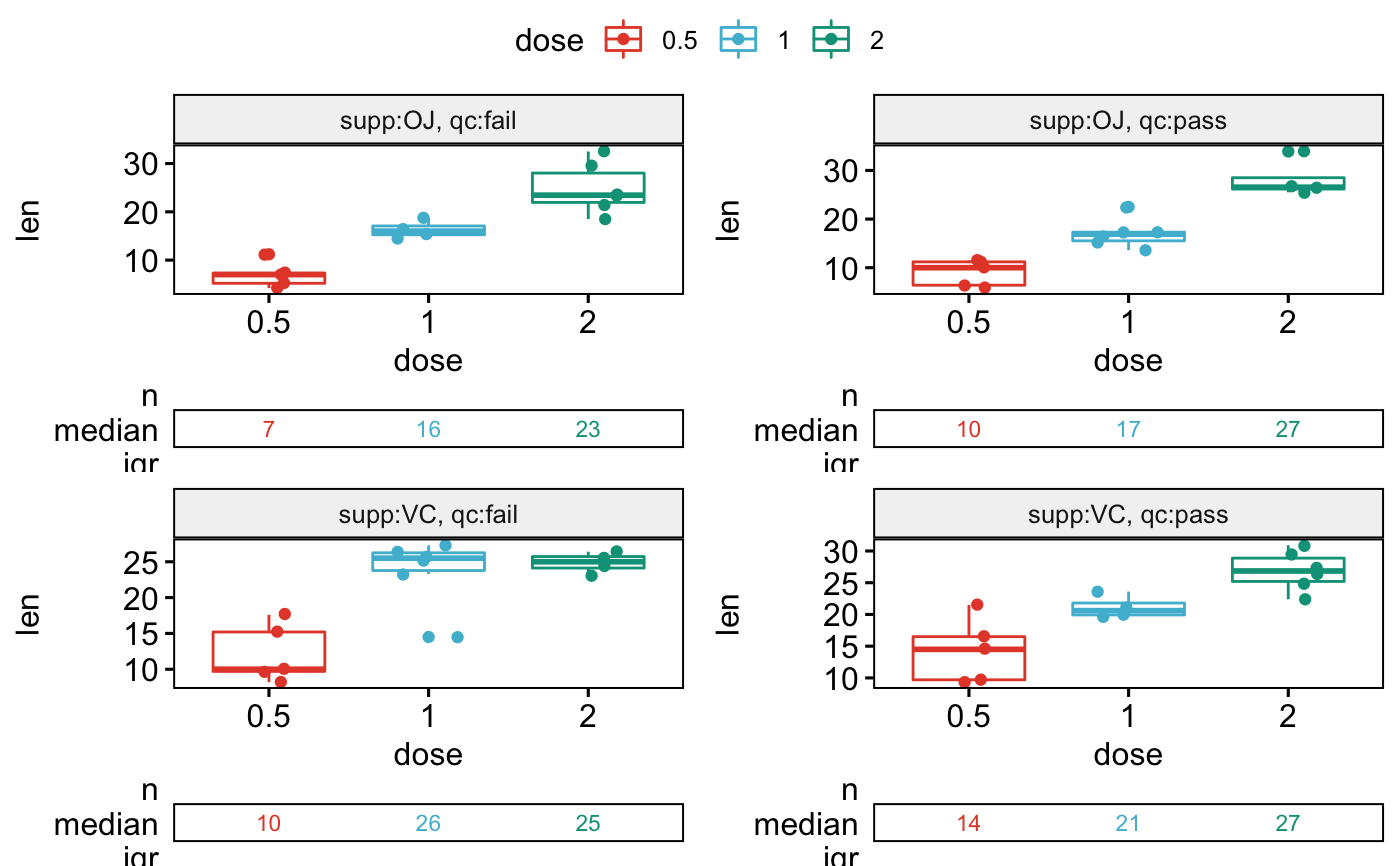 dose 0.5 1 2
supp:OJ, qc:fail
30
20
10
len
0.5 1 2
dose
n
median 7 16 23
iqr
supp:OJ, qc:pass
30
20
10
len
0.5 1 2
dose
n
median 10 17 27
iqr
supp:VC, qc:fail
25
20
15
10
len
0.5 1 2
dose
n
median 10 26 25
iqr
supp:VC, qc:pass
30
25
20
15
10
len
0.5 1 2
dose
n
median 14 21 27
iqr